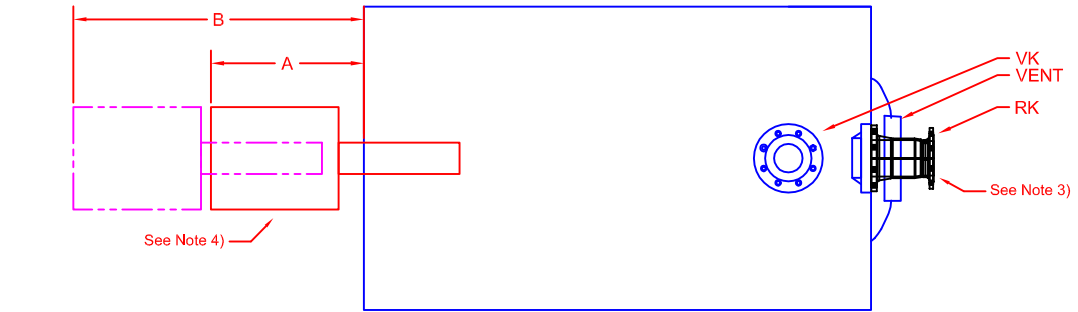 B
A
VK
VENT
RK
See Note 3)
See Note 4)